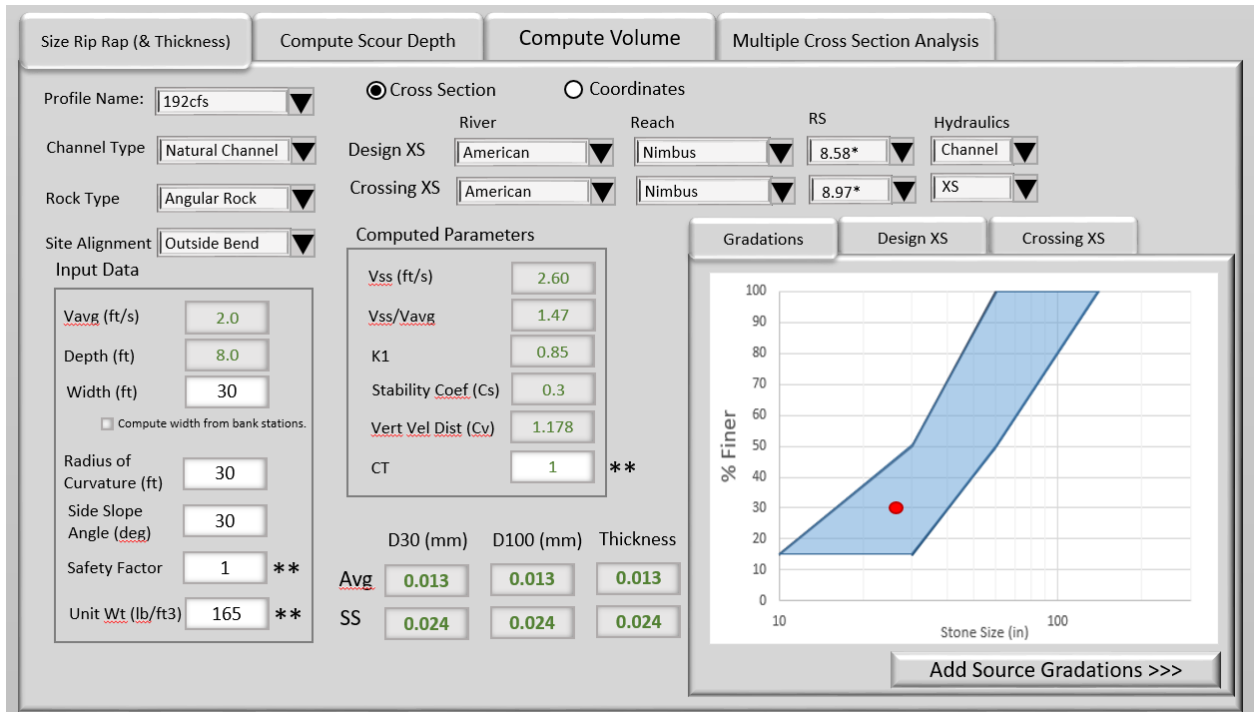 Size Rip Rap (& Thickness)
Compute Scour Depth
Compute Volume
Multiple Cross Section Analysis
Profile Name: 192cfs
Cross Section
Coordinates
River
Reach
RS
Hydraulics
Channel Type Natural Channel
Design XS American Nimbus 8.58* Channel
Rock Type Angular Rock
Crossing XS American Nimbus 8.97* XS
Site Alignment Outside Bend
Input Data
Vavg (ft/s) 2.0
Depth (ft) 8.0
Width (ft) 30
Compute width from bank stations.
Radius of
Curvature (ft) 30
Side Slope
Angle (deg) 30
Safety Factor 1 **
Unit Wt (lb/ft3) 165 **
Computed Parameters
Vss (ft/s) 2.60
Vss/Vavg 1.47
K1 0.85
Stability Coef (Cs) 0.3
Vert Vel Dist (Cv) 1.178
CT 1 **
D30 (mm) D100 (mm) Thickness
Avg 0.013 0.013 0.013
SS 0.024 0.024 0.024
Gradations
Design XS
Crossing XS
100
90
80
70
60
50
40
30
20
10
0
% Finer
10 100
Stone Size (in)
Add Source Gradations >>>